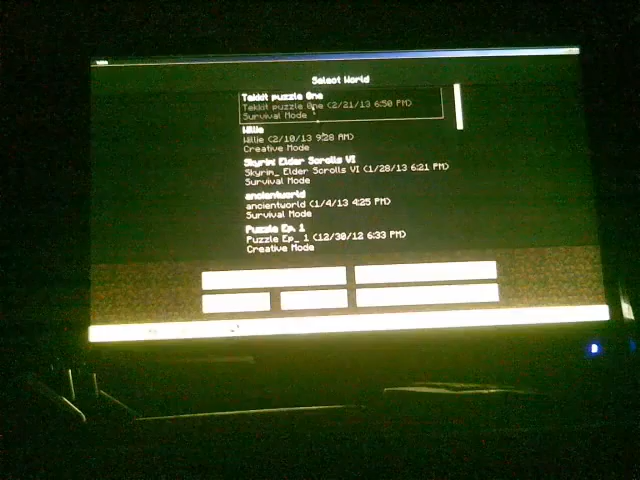 Select World
Tekkit puzzle One
Tekkit puzzle One (2/21/13 6:50 PM)
Survival Mode
Willie
Willie (2/10/13 9:28 AM)
Creative Mode
Skyrim: Elder Scrolls VI
Skyrim_ Elder Scrolls VI (1/28/13 6:21 PM)
Survival Mode
ancientworld
ancientworld (1/4/13 4:25 PM)
Survival Mode
Puzzle Ep. 1
Puzzle Ep_ 1 (12/30/12 6:33 PM)
Creative Mode